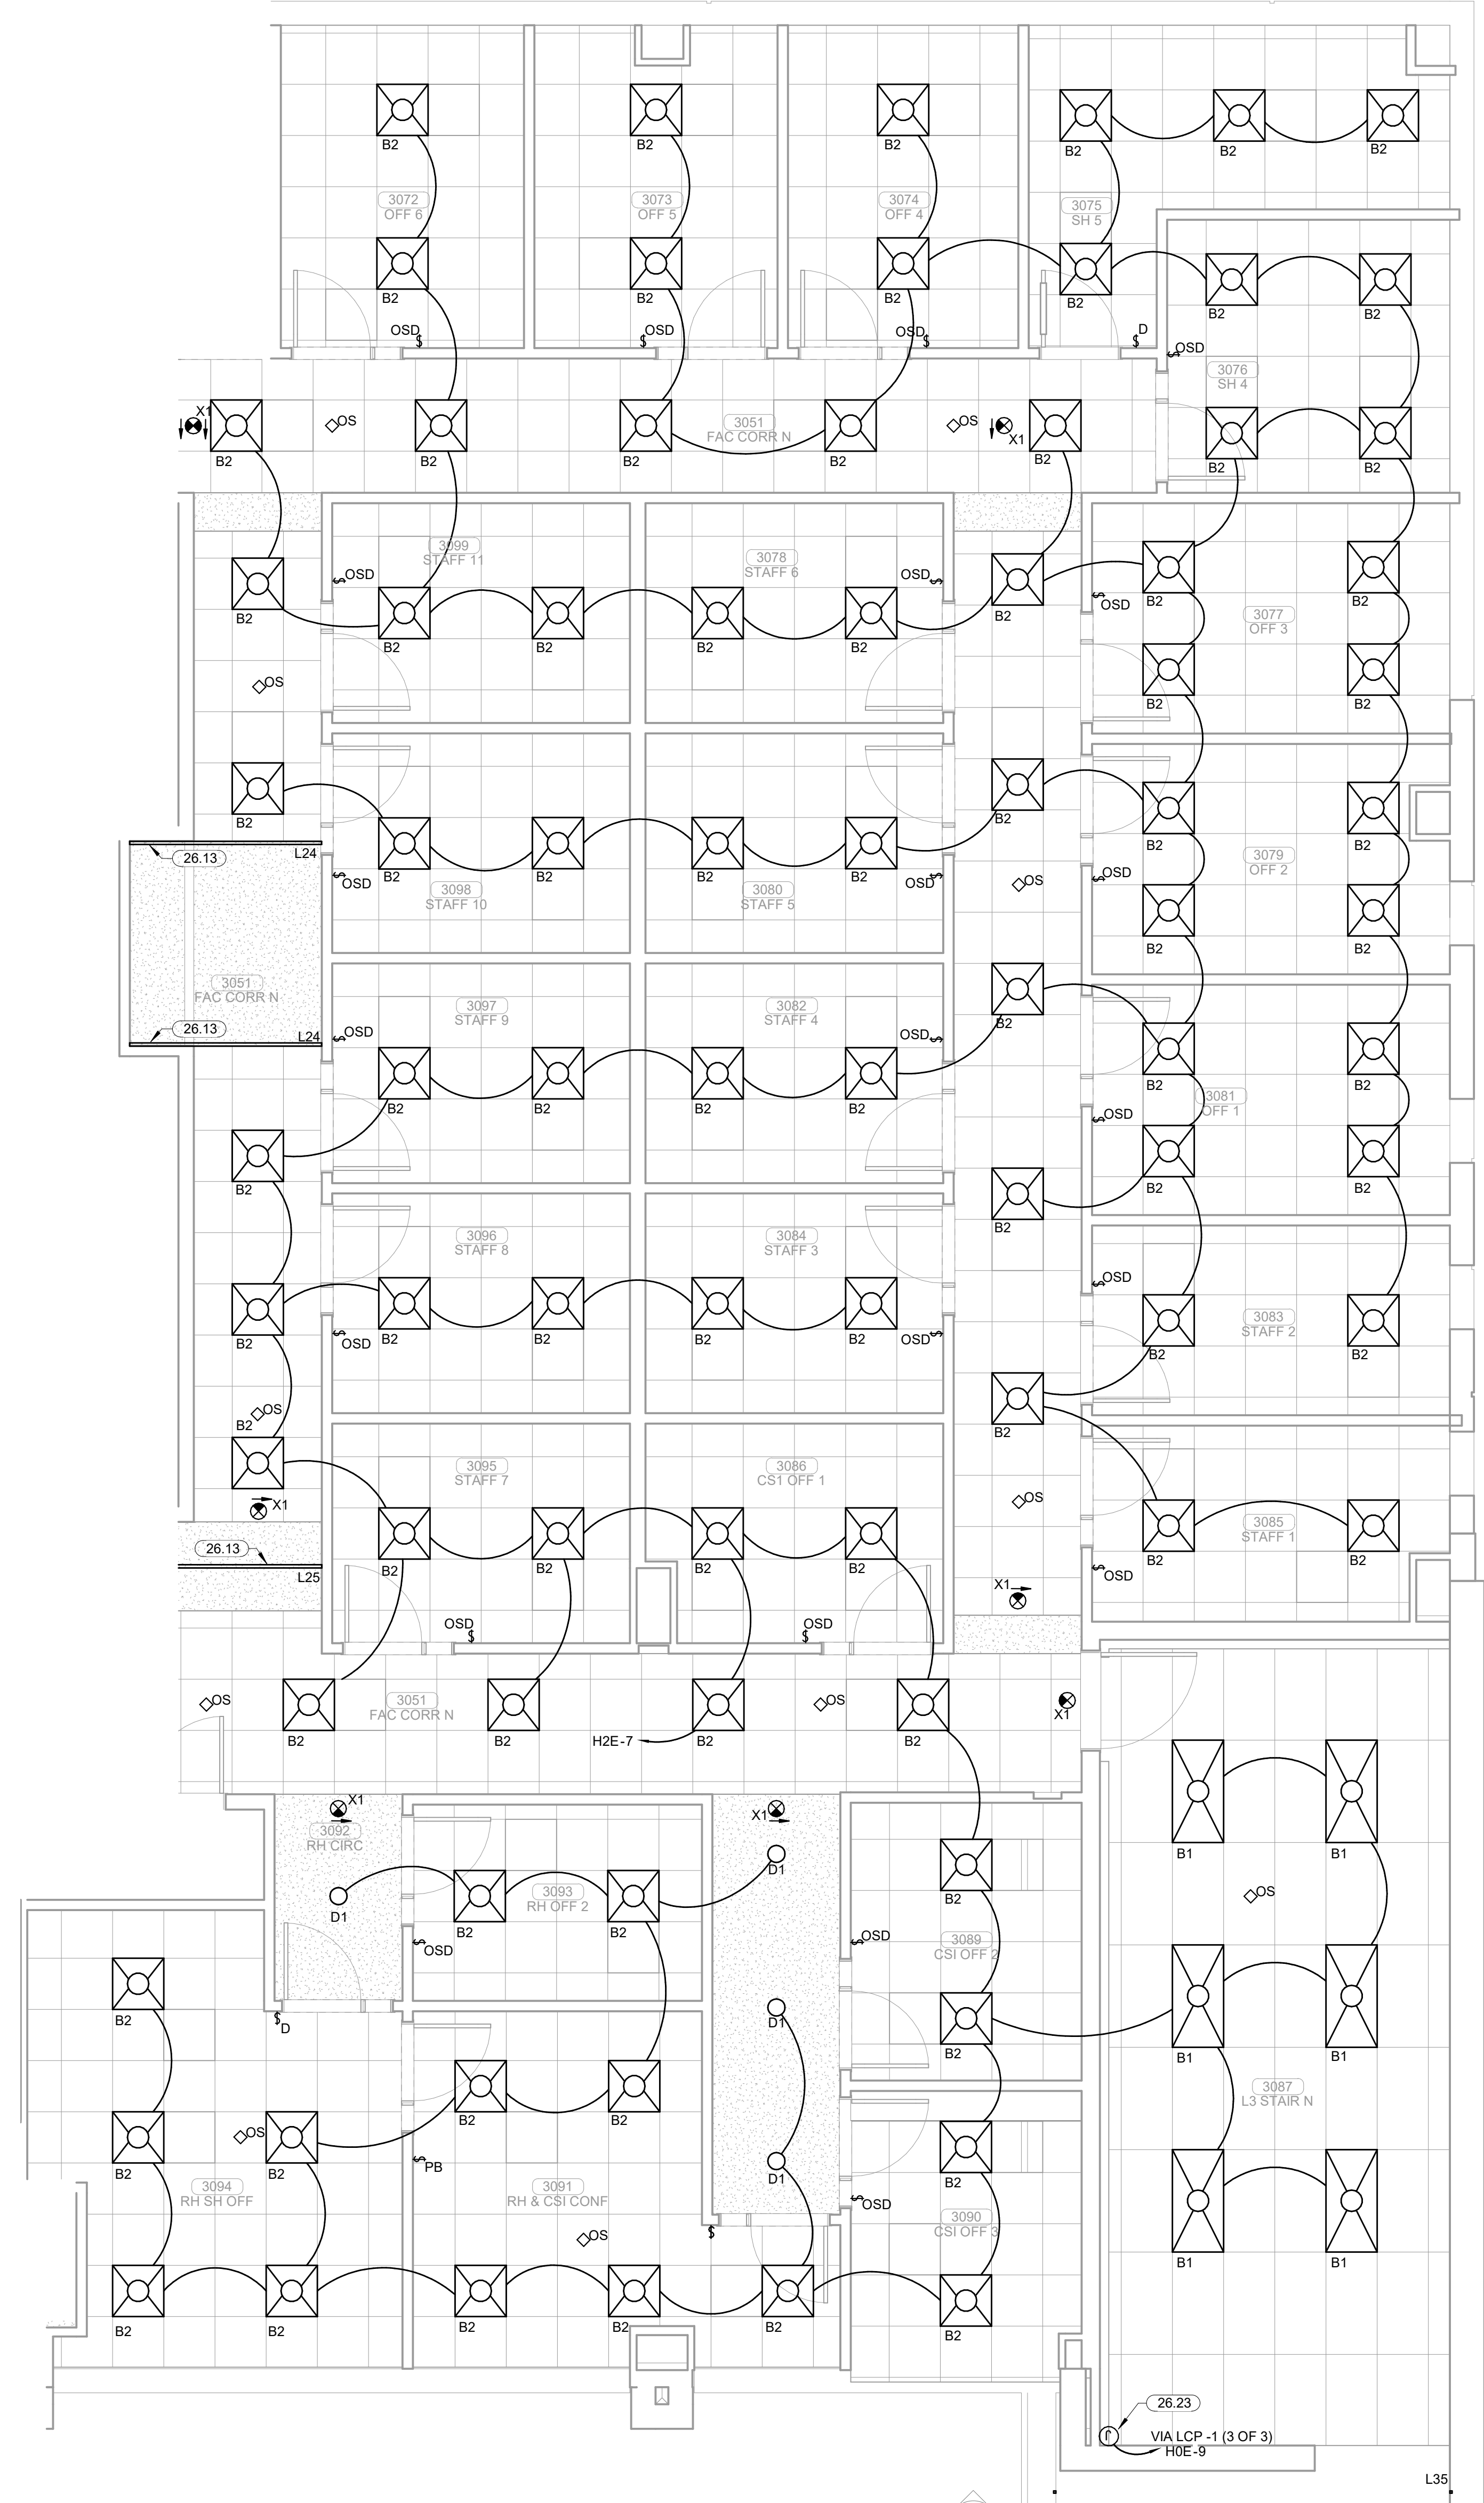 B2
B2
B2
B2
B2
B2
3072
OFF 6
3073
OFF 5
3074
OFF 4
3075
SH 5
B2
B2
B2
B2
B2
B2
OSD
$
OSD
$
OSD
$
D
$
OSD
$
3076
SH 4
X1
OS
3051
FAC CORR N
OS
X1
B2
B2
B2
B2
B2
B2
B2
3099
STAFF 11
3078
STAFF 6
OSD
$
OSD
$
OSD
$
3077
OFF 3
B2
B2
B2
B2
B2
B2
B2
B2
OS
B2
B2
B2
B2
26.13
L24
B2
B2
B2
B2
B2
B2
OSD
$
3098
STAFF 10
3080
STAFF 5
OSD
$
OS
OSD
$
3079
OFF 2
B2
B2
3051
FAC CORR N
3097
STAFF 9
3082
STAFF 4
26.13
L24
OSD
$
OSD
$
B2
B2
B2
B2
B2
B2
B2
3081
OFF 1
OSD
$
B2
B2
B2
B2
3096
STAFF 8
3084
STAFF 3
OSD
$
3083
STAFF 2
B2
B2
B2
B2
B2
OSD
$
OSD
$
B2
B2
B2
OS
B2
3095
STAFF 7
3086
CS1 OFF 1
X1
OS
3085
STAFF 1
26.13
L25
B2
B2
B2
B2
B2
B2
OSD
$
X1
OSD
$
OSD
$
OS
3051
FAC CORR N
OS
X1
B2
B2
H2E-7
B2
B2
X1
3092
RH CIRC
X1
D1
B1
B1
D1
B2
3093
RH OFF 2
B2
B2
OS
OSD
$
OSD
$
3089
CSI OFF 2
B2
$
D
D1
B2
B1
B1
3087
L3 STAIR N
B2
OS
B2
B2
B2
PB
$
D1
B2
3094
RH SH OFF
3091
RH & CSI CONF
OSD
$
3090
CSI OFF 3
OS
$
B1
B1
B2
B2
B2
B2
B2
B2
26.23
VIA LCP -1 (3 OF 3)
H0E-9
L35